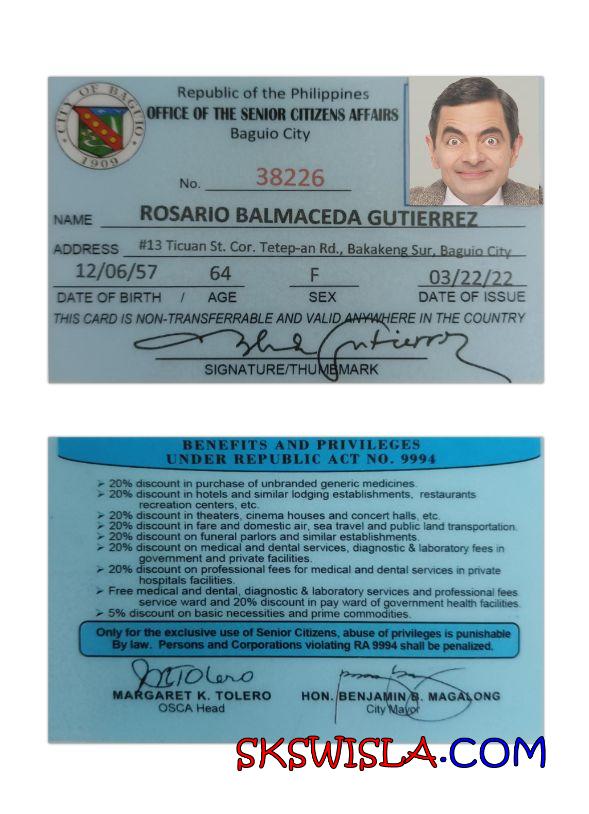 CITY OF BAGUIO
1909
Republic of the Philippines
OFFICE OF THE SENIOR CITIZENS AFFAIRS
Baguio City
No. 38226
NAME ROSARIO BALMACEDA GUTIERREZ
ADDRESS #13 Ticuan St. Cor. Tetep-an Rd., Bakakeng Sur, Baguio City
12/06/57 64 F 03/22/22
DATE OF BIRTH / AGE SEX DATE OF ISSUE
THIS CARD IS NON-TRANSFERRABLE AND VALID ANYWHERE IN THE COUNTRY
Gutierrez
SIGNATURE/THUMBMARK
BENEFITS AND PRIVILEGES
UNDER REPUBLIC ACT NO. 9994
➢ 20% discount in purchase of unbranded generic medicines.
➢ 20% discount in hotels and similar lodging establishments, restaurants
recreation centers, etc.
➢ 20% discount in theaters, cinema houses and concert halls, etc.
➢ 20% discount in fare and domestic air, sea travel and public land transportation.
➢ 20% discount on funeral parlors and similar establishments.
➢ 20% discount on medical and dental services, diagnostic & laboratory fees in
government and private facilities.
➢ 20% discount on professional fees for medical and dental services in private
hospitals facilities.
➢ Free medical and dental, diagnostic & laboratory services and professional fees
service ward and 20% discount in pay ward of government health facilities.
➢ 5% discount on basic necessities and prime commodities.
Only for the exclusive use of Senior Citizens, abuse of privileges is punishable
By law. Persons and Corporations violating RA 9994 shall be penalized.
MKTolero
MARGARET K. TOLERO HON. BENJAMIN B. MAGALONG
OSCA Head City Mayor
SKSWISLA.COM